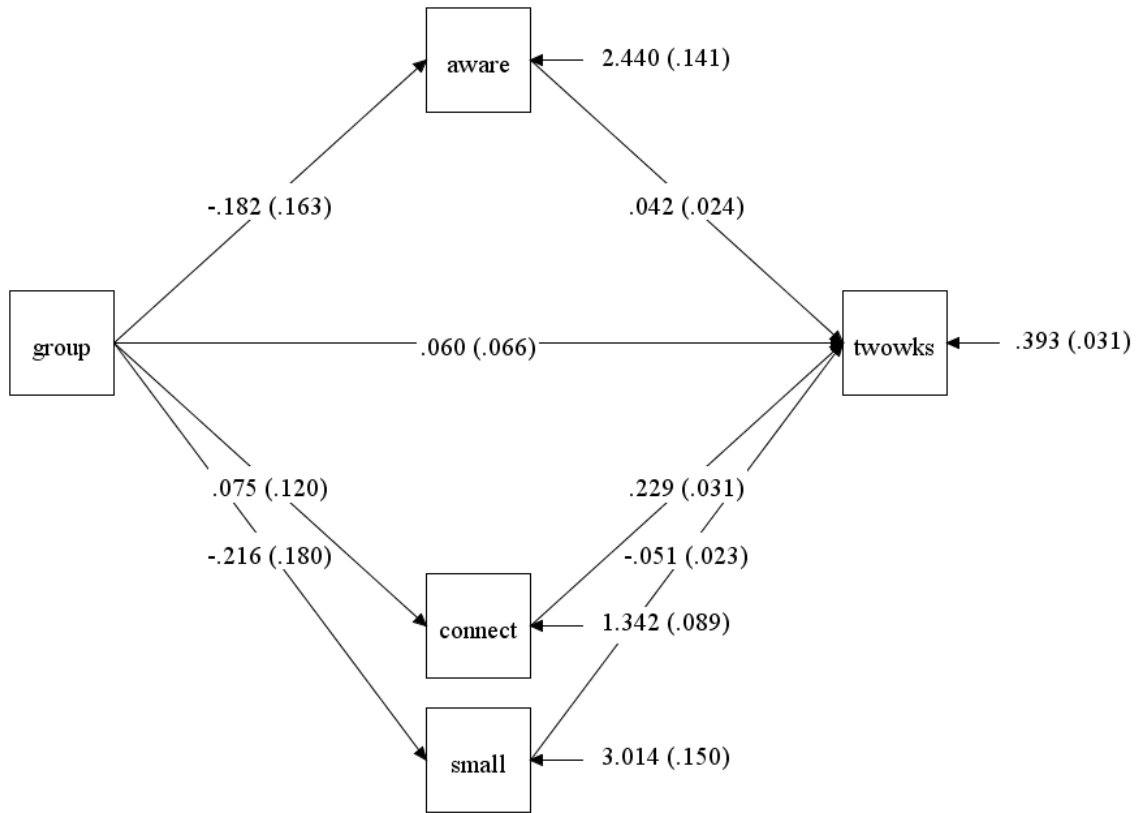 aware
2.440 (.141)
-.182 (.163)
.042 (.024)
group
.060 (.066)
twowks
.393 (.031)
.075 (.120)
.229 (.031)
-.216 (.180)
-.051 (.023)
connect
1.342 (.089)
small
3.014 (.150)